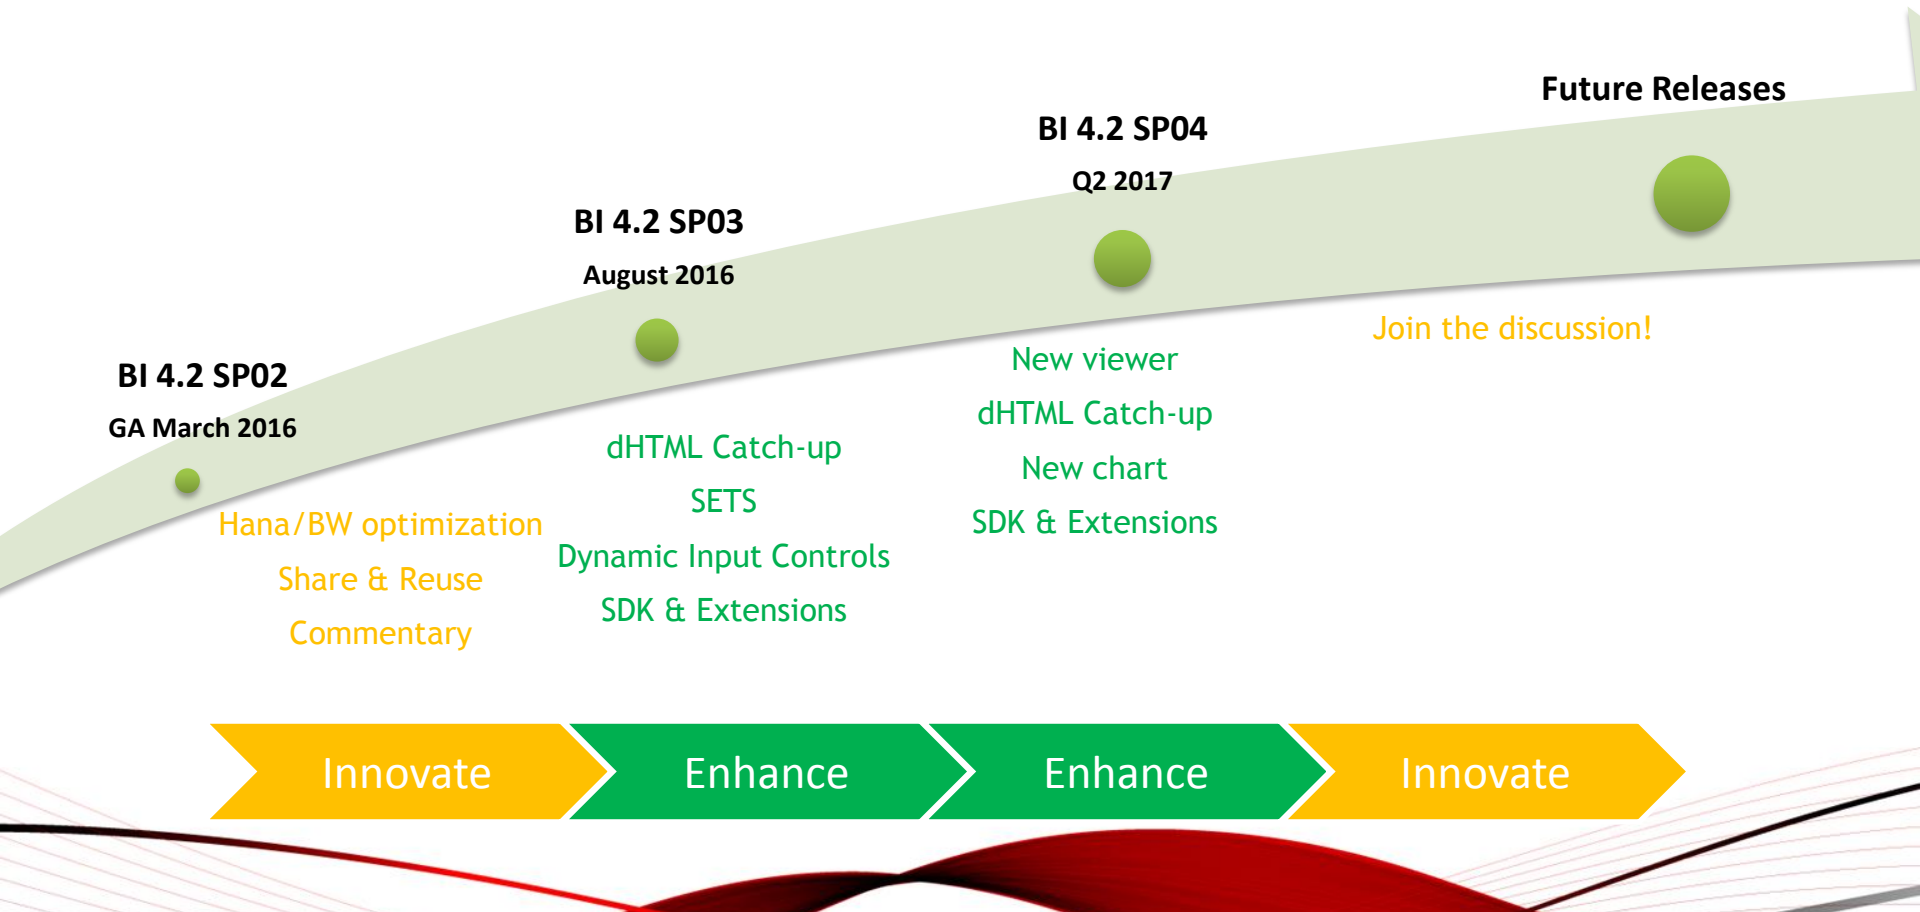 BI 4.2 SP02
GA March 2016
Hana/BW optimization
Share & Reuse
Commentary
BI 4.2 SP03
August 2016
dHTML Catch-up
SETS
Dynamic Input Controls
SDK & Extensions
BI 4.2 SP04
Q2 2017
New viewer
dHTML Catch-up
New chart
SDK & Extensions
Future Releases
Join the discussion!
Innovate
Enhance
Enhance
Innovate